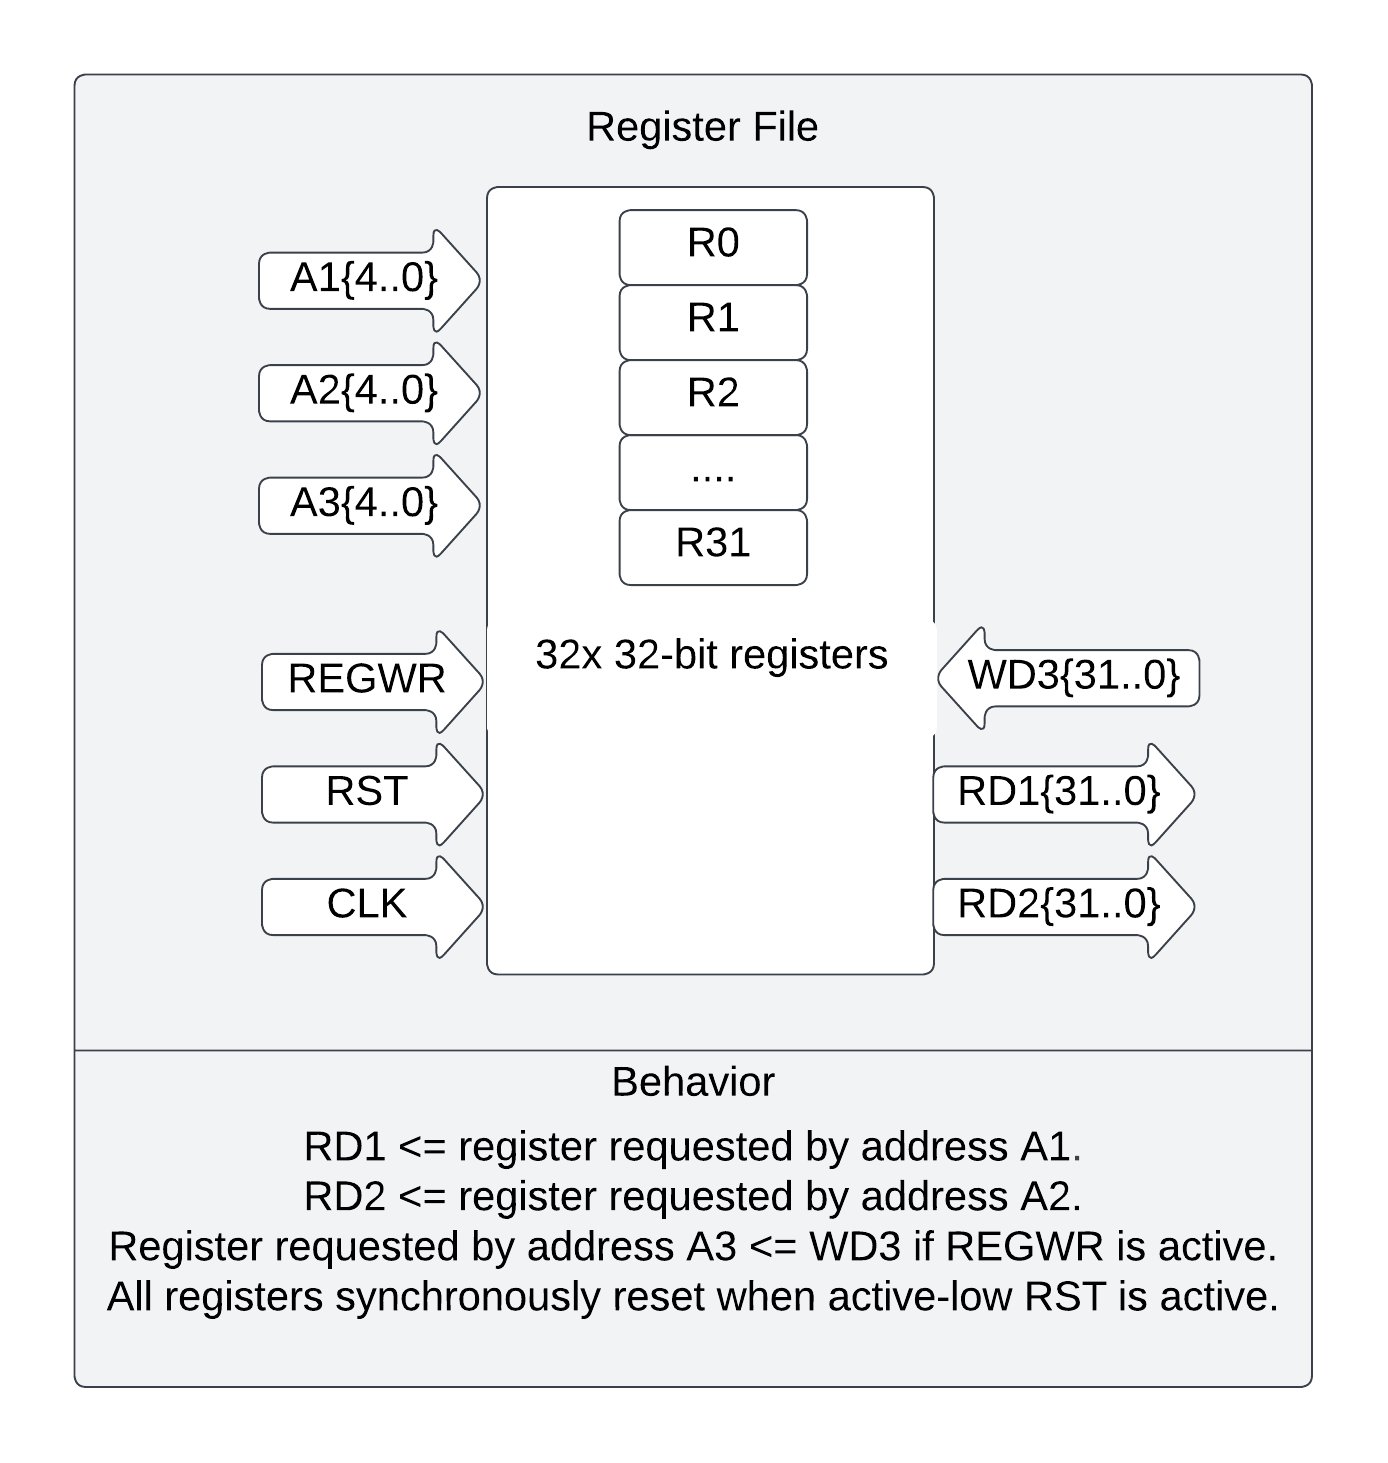 Register File
A1{4..0}
A2{4..0}
A3{4..0}
REGWR
RST
CLK
R0
R1
R2
....
R31
32x 32-bit registers
WD3{31..0}
RD1{31..0}
RD2{31..0}
Behavior
RD1 <= register requested by address A1.
RD2 <= register requested by address A2.
Register requested by address A3 <= WD3 if REGWR is active.
All registers synchronously reset when active-low RST is active.